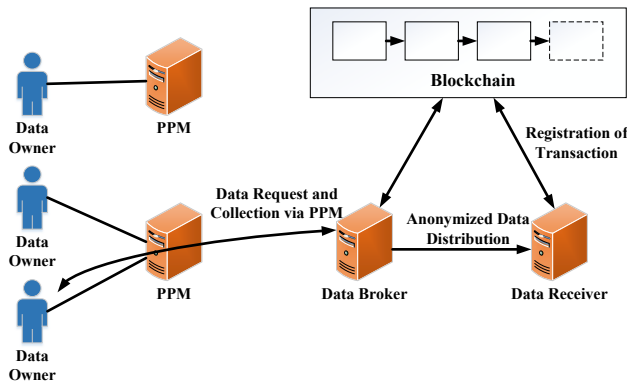 Blockchain
Data
Owner
PPM
Registration of
Transaction
Data Request and
Collection via PPM
Anonymized Data
Distribution
Data
Owner
PPM
Data Broker
Data Receiver
Data
Owner